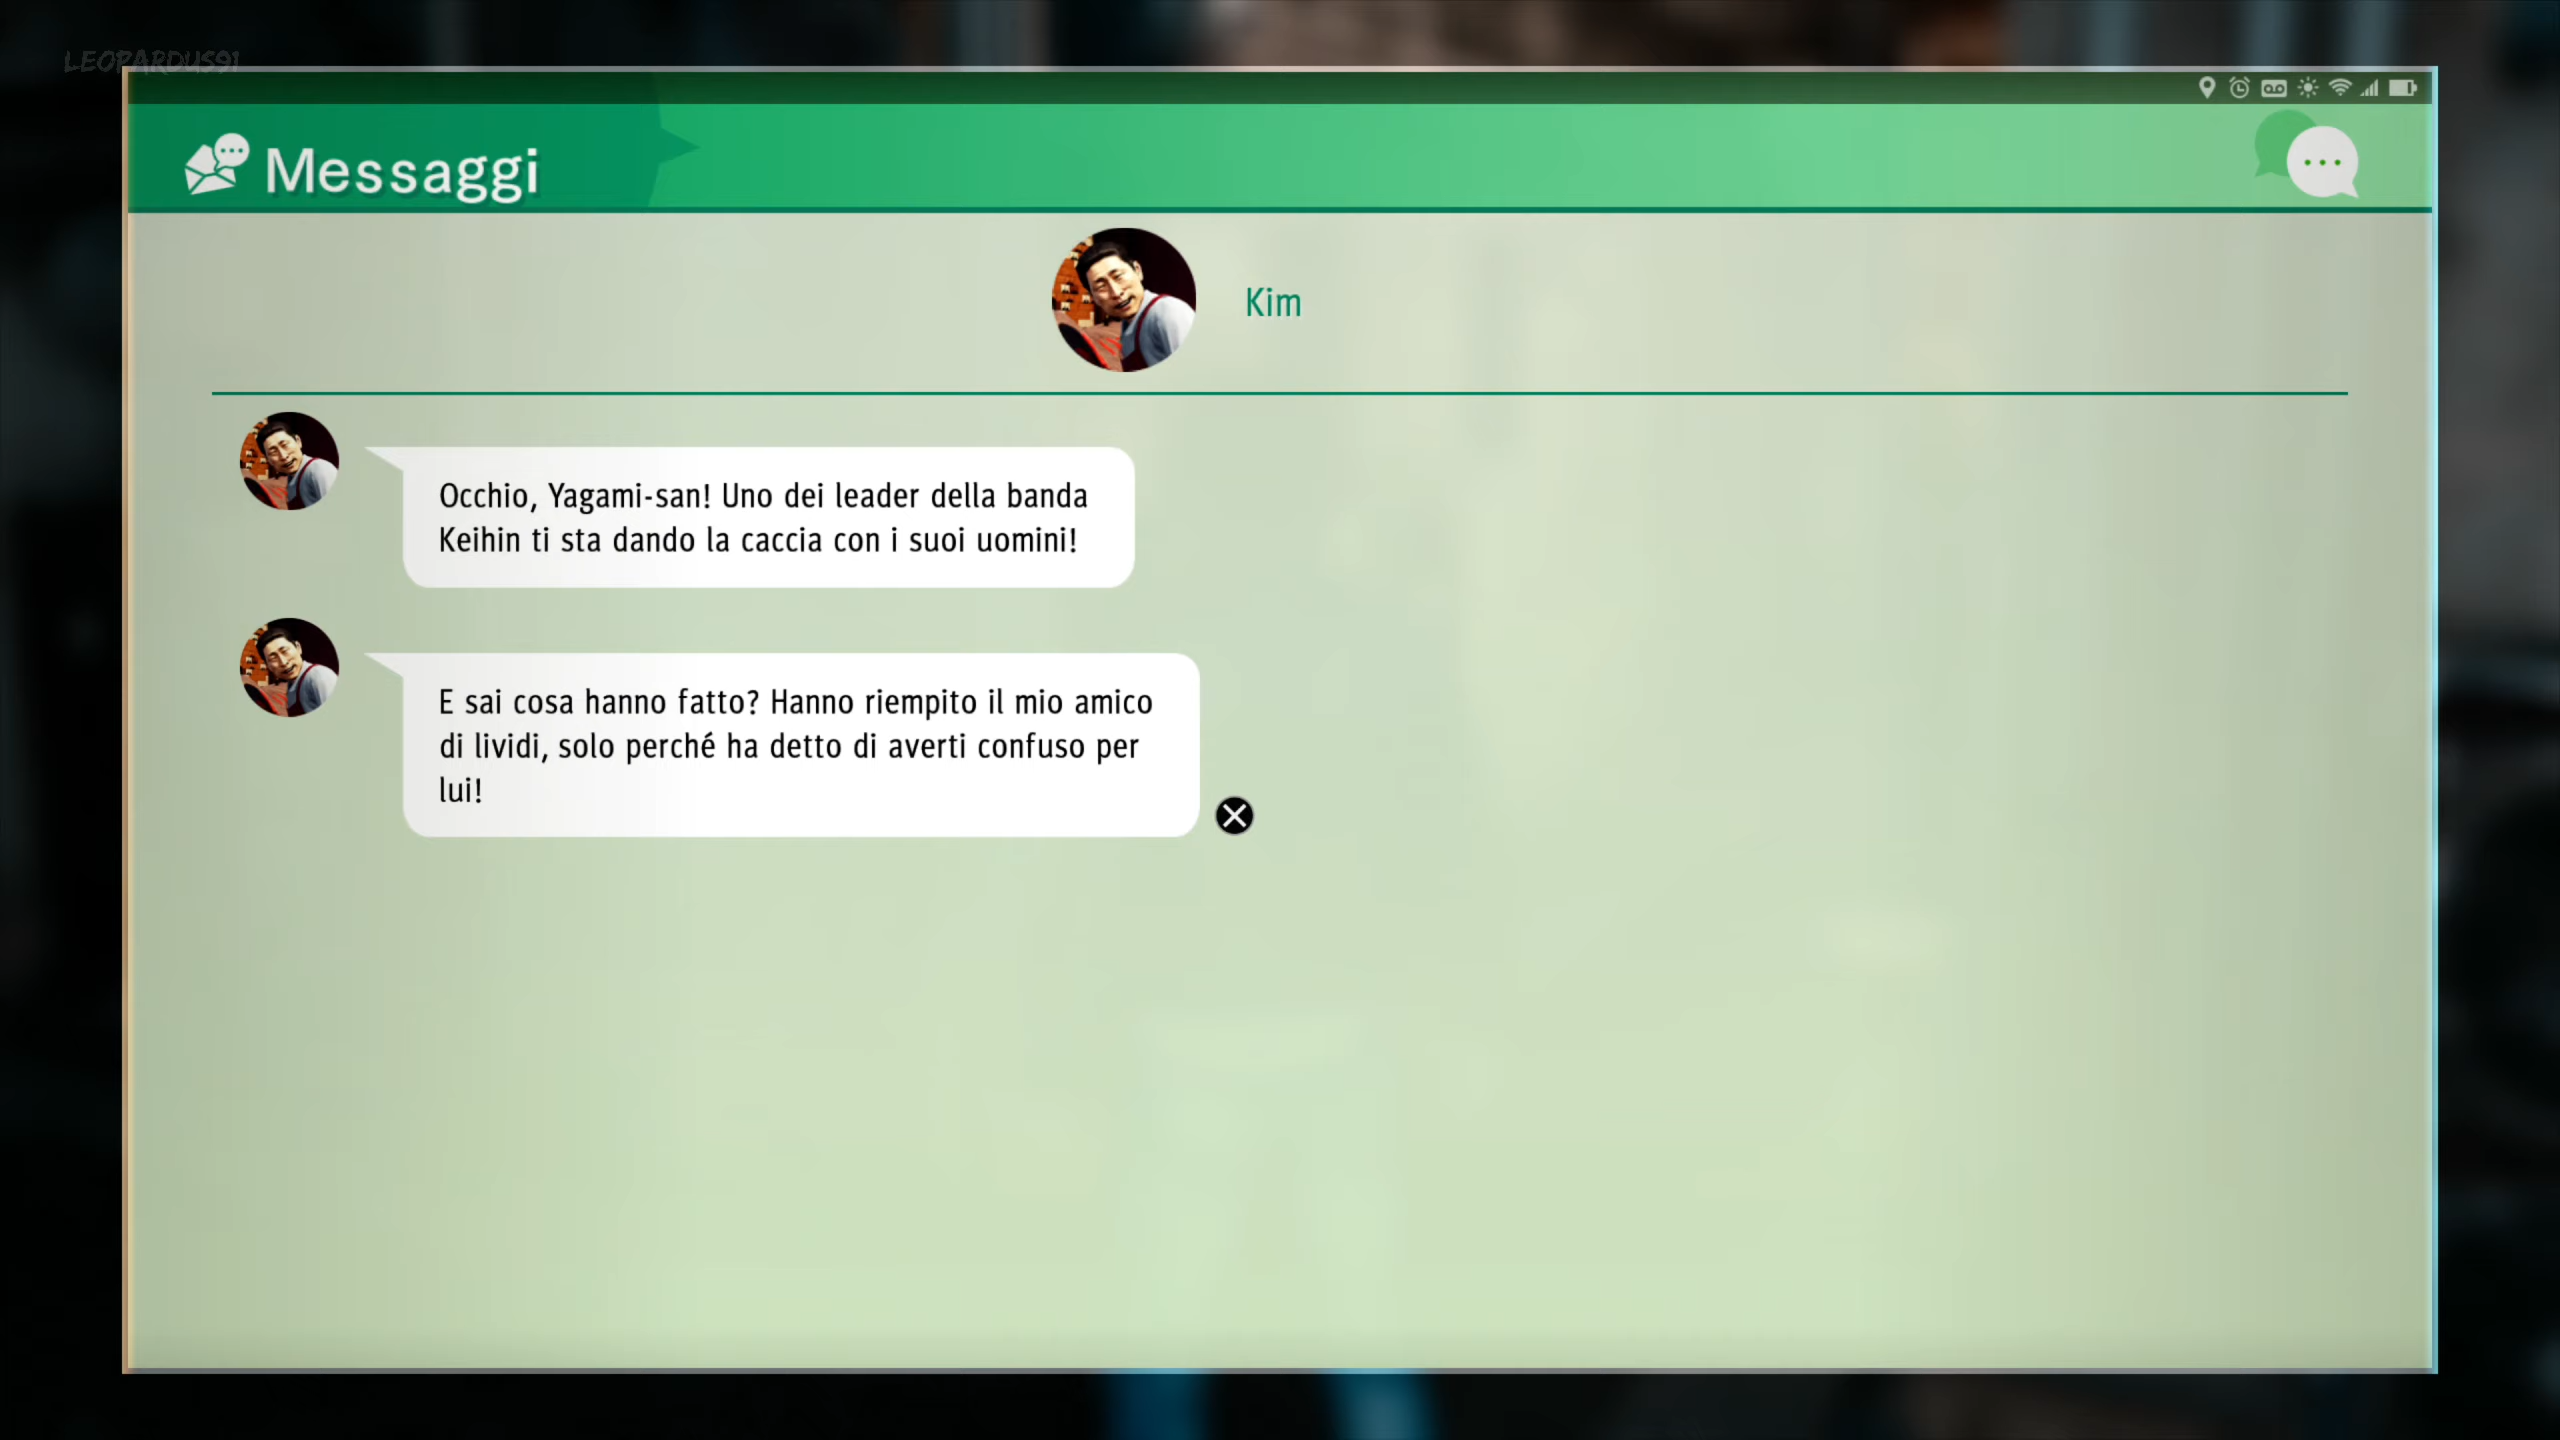 LEOPARDUS91
Messaggi
Kim
Occhio, Yagami-san! Uno dei leader della banda
Keihin ti sta dando la caccia con i suoi uomini!
E sai cosa hanno fatto? Hanno riempito il mio amico
di lividi, solo perché ha detto di averti confuso per
lui!